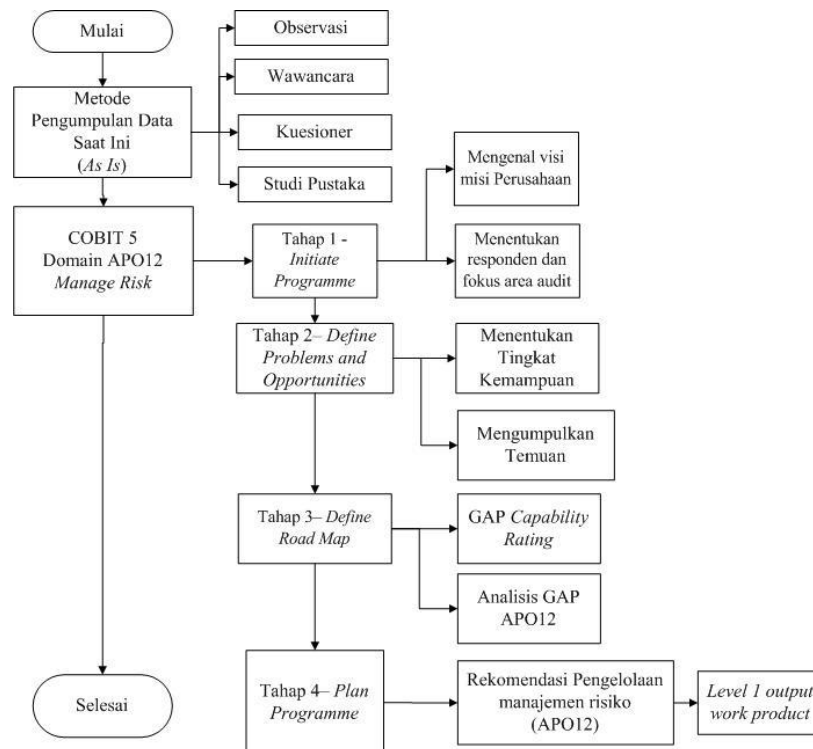 Mulai
Metode
Pengumpulan Data
Saat Ini
(As Is)
Observasi
Wawancara
Kuesioner
Studi Pustaka
COBIT 5
Domain APO12
Manage Risk
Tahap 1 -
Initiate
Programme
Mengenal visi
misi Perusahaan
Menentukan
responden dan
fokus area audit
Tahap 2– Define
Problems and
Opportunities
Menentukan
Tingkat
Kemampuan
Mengumpulkan
Temuan
Tahap 3– Define
Road Map
GAP Capability
Rating
Analisis GAP
APO12
Tahap 4– Plan
Programme
Rekomendasi Pengelolaan
manajemen risiko
(APO12)
Level 1 output
work product
Selesai